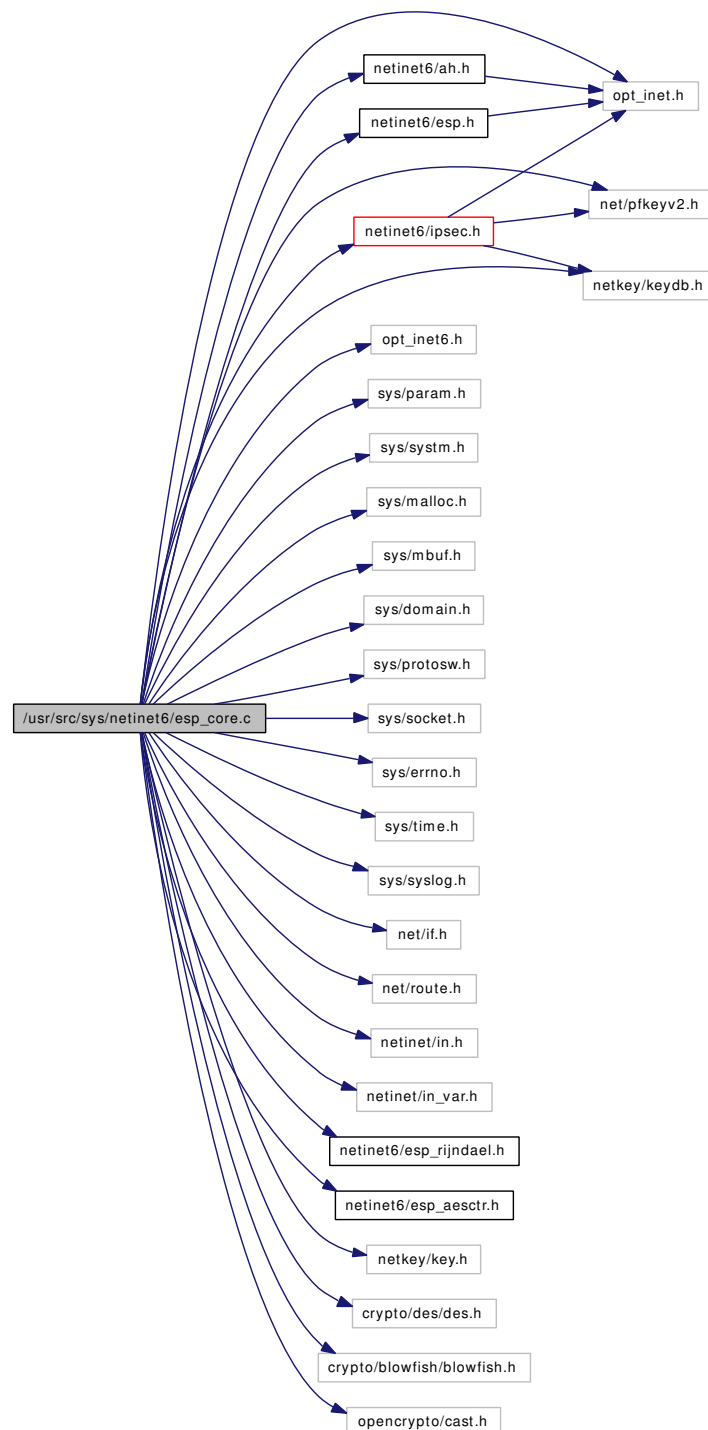 netinet6/ah.h
opt_inet.h
netinet6/esp.h
net/pfkeyv2.h
netinet6/ipsec.h
netkey/keydb.h
opt_inet6.h
sys/param.h
sys/systm.h
sys/malloc.h
sys/mbuf.h
sys/domain.h
sys/protosw.h
/usr/src/sys/netinet6/esp_core.c
sys/socket.h
sys/errno.h
sys/time.h
sys/syslog.h
net/if.h
net/route.h
netinet/in.h
netinet/in_var.h
netinet6/esp_rijndael.h
netinet6/esp_aesctr.h
netkey/key.h
crypto/des/des.h
crypto/blowfish/blowfish.h
opencrypto/cast.h